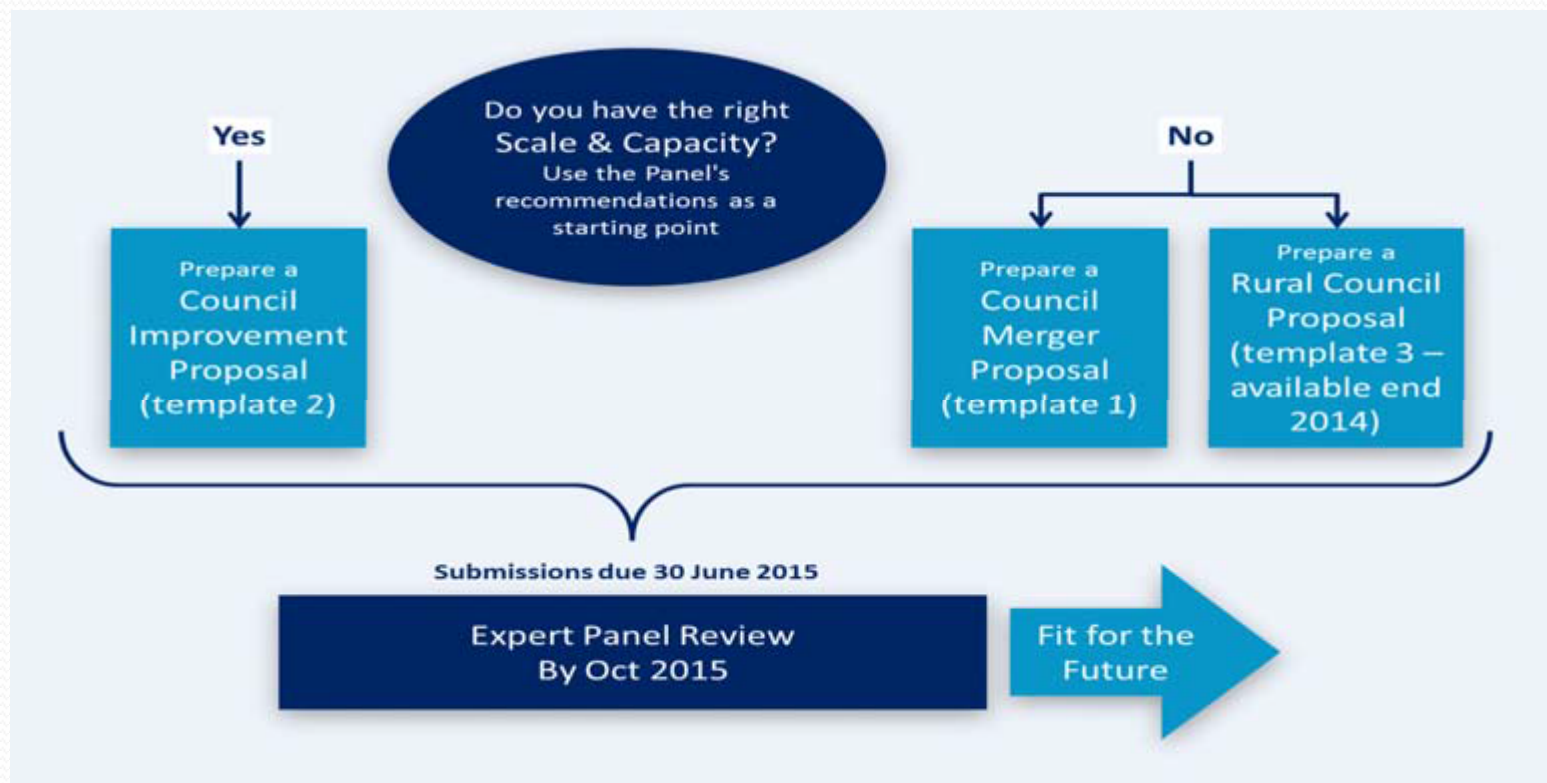 Do you have the right
Scale & Capacity?
Use the Panel's
recommendations as a
starting point
Yes
Prepare a
Council
Improvement
Proposal
(template 2)
No
Prepare a
Council
Merger
Proposal
(template 1)
Prepare a
Rural Council
Proposal
(template 3 –
available end
2014)
Submissions due 30 June 2015
Expert Panel Review
By Oct 2015
Fit for the
Future